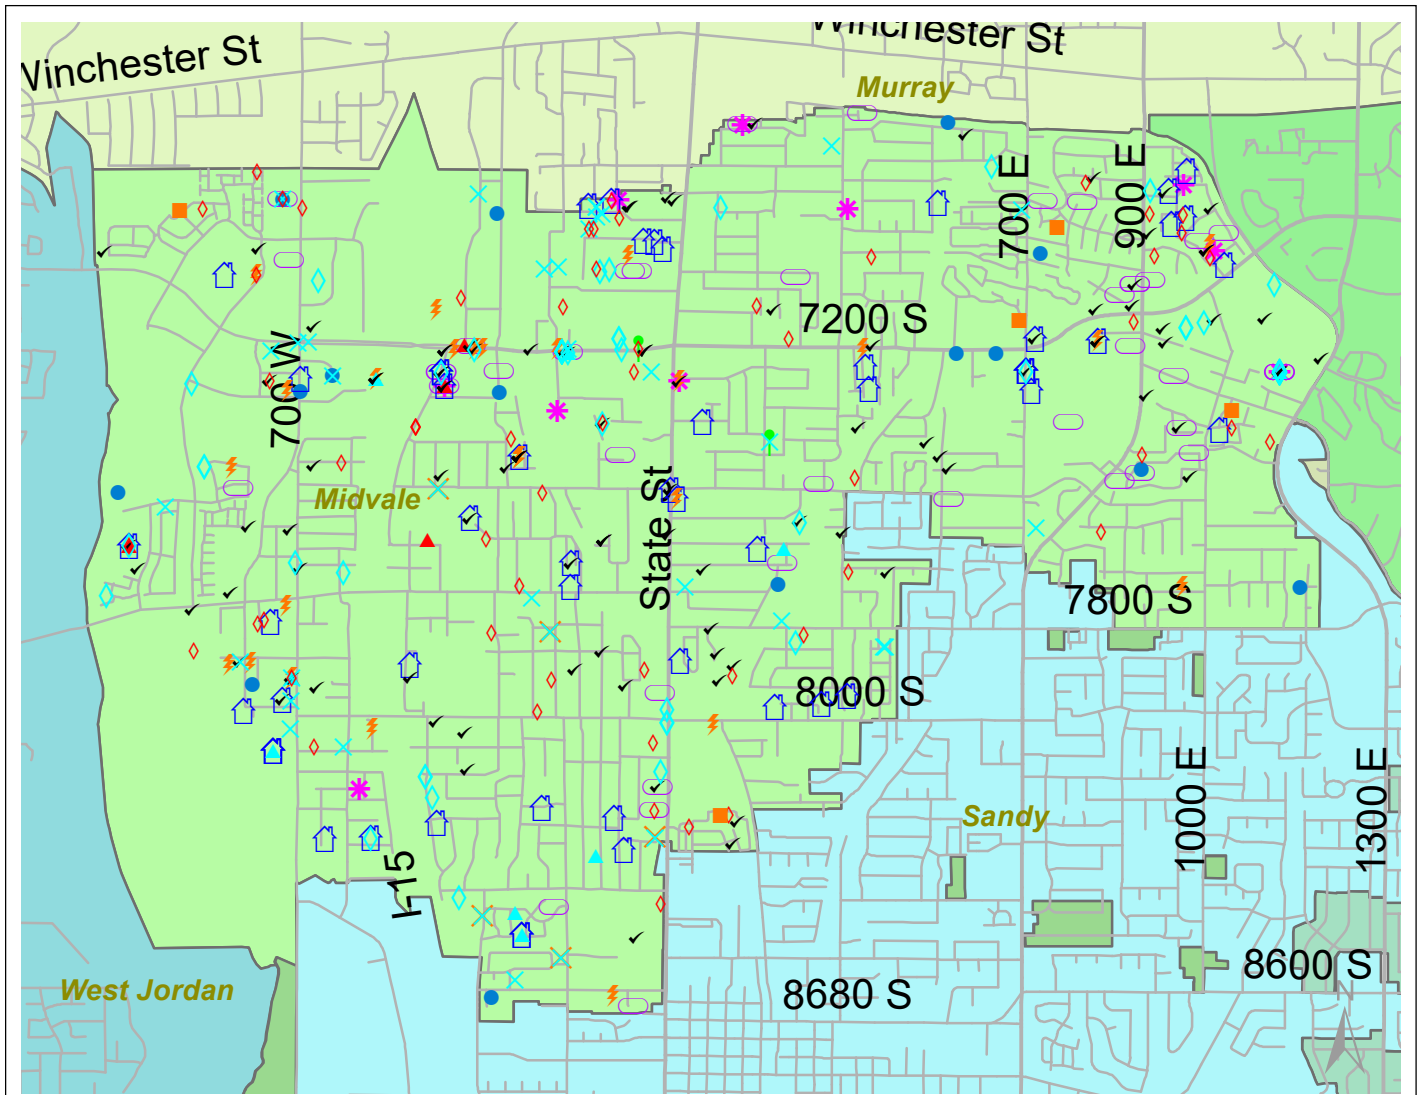 Winchester St
Winchester St
Murray
700 E
900 E
7200 S
700 W
Midvale
State St
7800 S
8000 S
Sandy
1000 E
1300 E
I-15
West Jordan
8680 S
8600 S